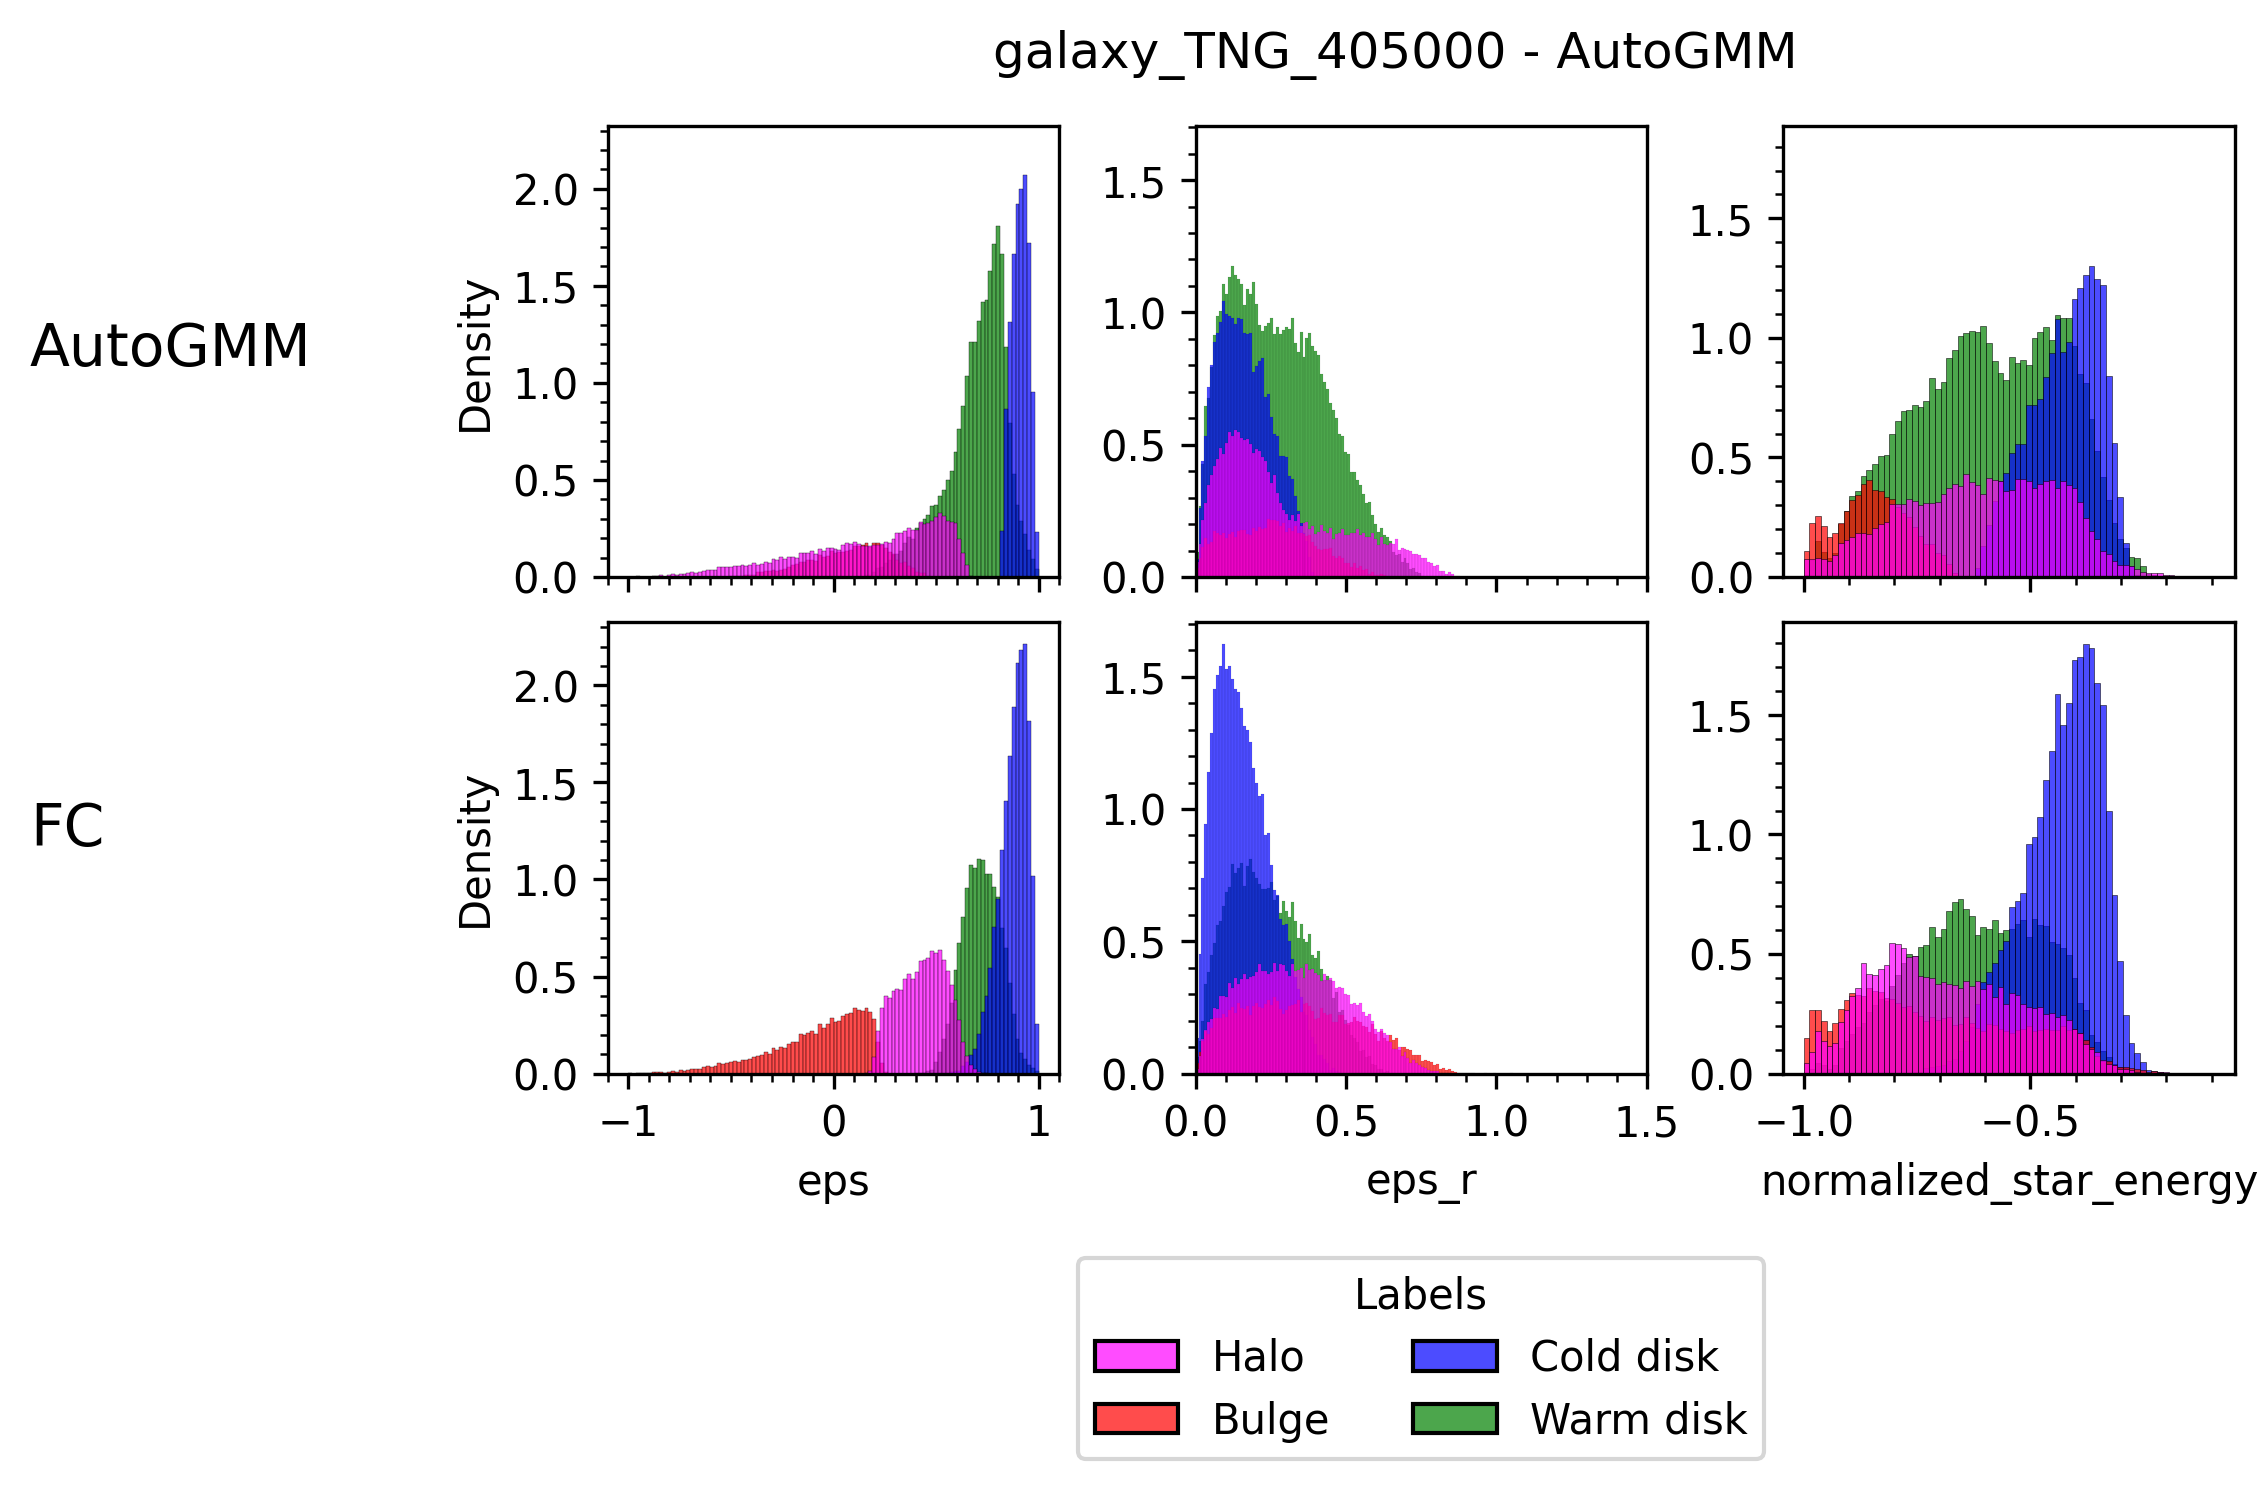 galaxy_TNG_405000 - AutoGMM
AutoGMM
Density
2.0
1.5
1.0
0.5
0.0
1.5
1.0
0.5
0.0
1.5
1.0
0.5
0.0
FC
Density
2.0
1.5
1.0
0.5
0.0
−1 0 1
eps
1.5
1.0
0.5
0.0
0.0 0.5 1.0 1.5
eps_r
1.5
1.0
0.5
0.0
−1.0 −0.5
normalized_star_energy
Labels
Halo
Bulge
Cold disk
Warm disk